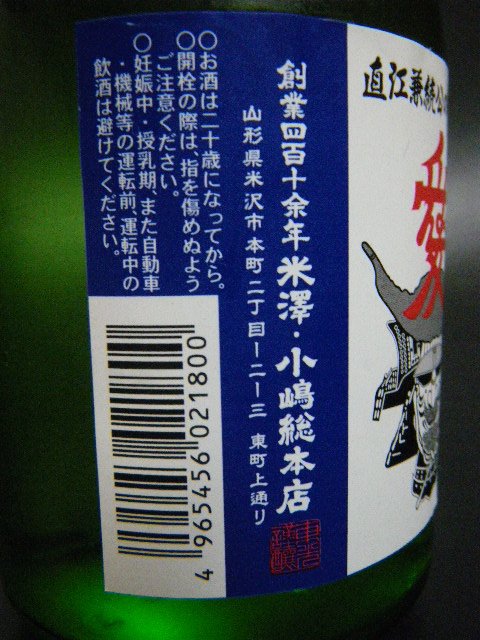 直江兼続公
創業四百十余年 米澤・小嶋総本店
山形県米沢市本町二丁目一二一三 東町上通り
○お酒は二十歳になってから。
○開栓の際は、指を傷めぬよう
ご注意ください。
○妊娠中・授乳期、また自動車
・機械等の運転前、運転中の
飲酒は避けてください。
4 965456 021800